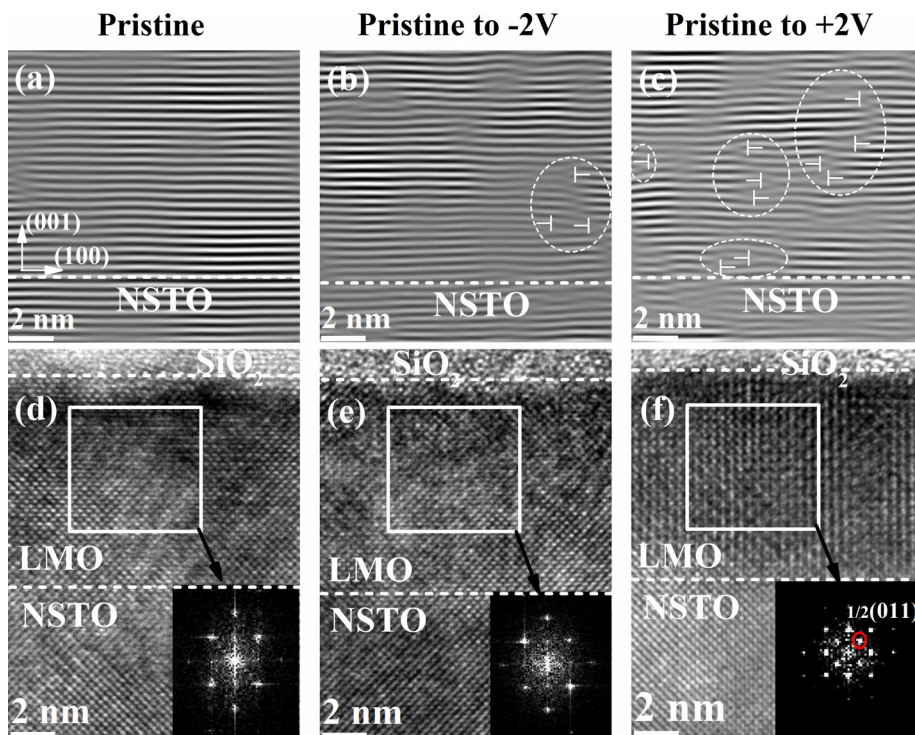 Pristine
Pristine to -2V
Pristine to +2V
(a)
(001)
(100)
NSTO
2 nm
(b)
NSTO
2 nm
(c)
NSTO
2 nm
SiO₂
(d)
LMO
NSTO
2 nm
SiO₂
(e)
LMO
NSTO
2 nm
SiO₂
(f)
LMO
NSTO
1/2(011)
2 nm